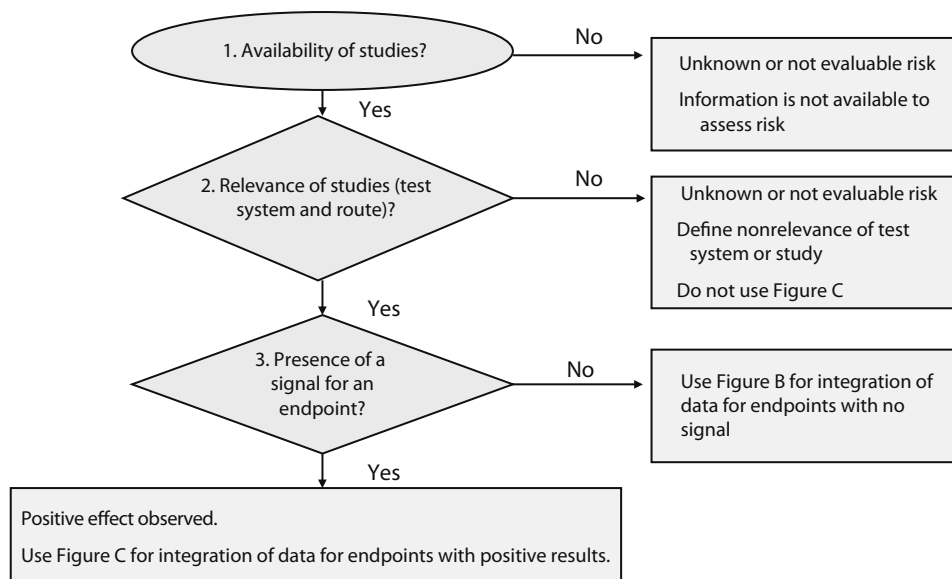 1. Availability of studies?
No
Unknown or not evaluable risk
Information is not available to
assess risk
Yes
2. Relevance of studies (test
system and route)?
No
Unknown or not evaluable risk
Define nonrelevance of test
system or study
Do not use Figure C
Yes
3. Presence of a
signal for an
endpoint?
No
Use Figure B for integration of
data for endpoints with no
signal
Yes
Positive effect observed.
Use Figure C for integration of data for endpoints with positive results.